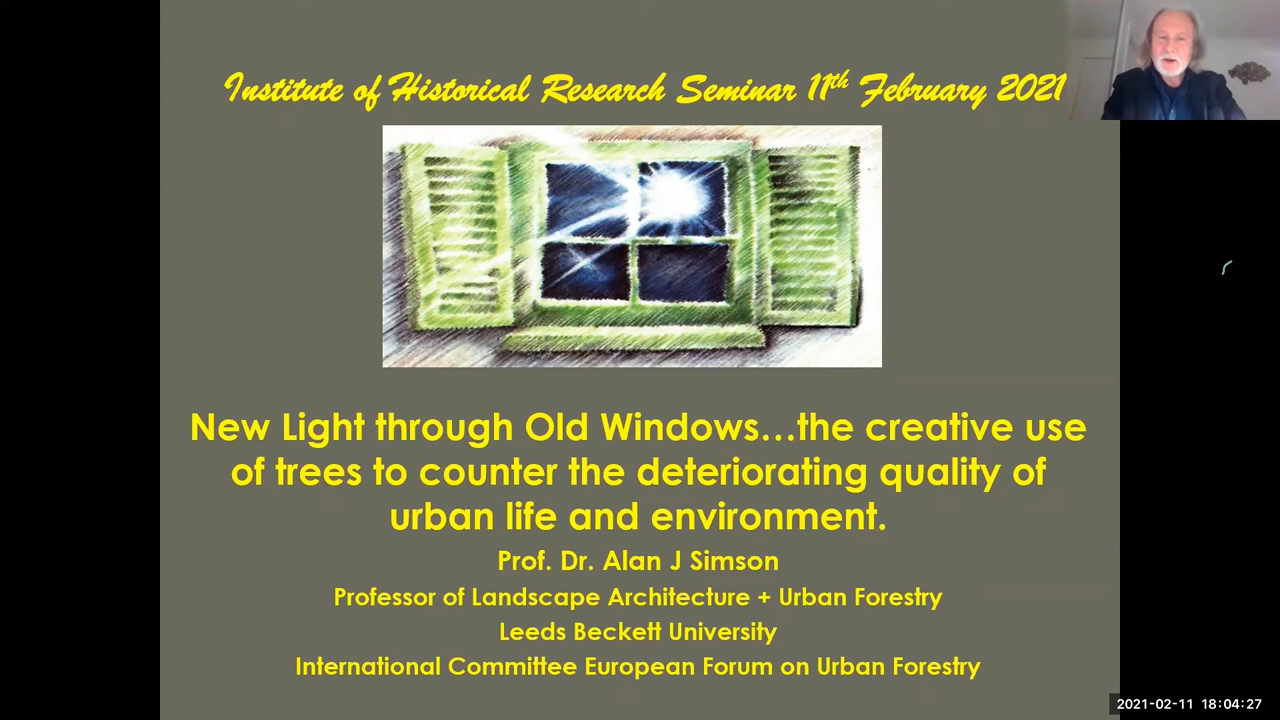 Institute of Historical Research Seminar 11th February 2021
New Light through Old Windows...the creative use
of trees to counter the deteriorating quality of
urban life and environment.
Prof. Dr. Alan J Simson
Professor of Landscape Architecture + Urban Forestry
Leeds Beckett University
International Committee European Forum on Urban Forestry
2021-02-11 18:04:27